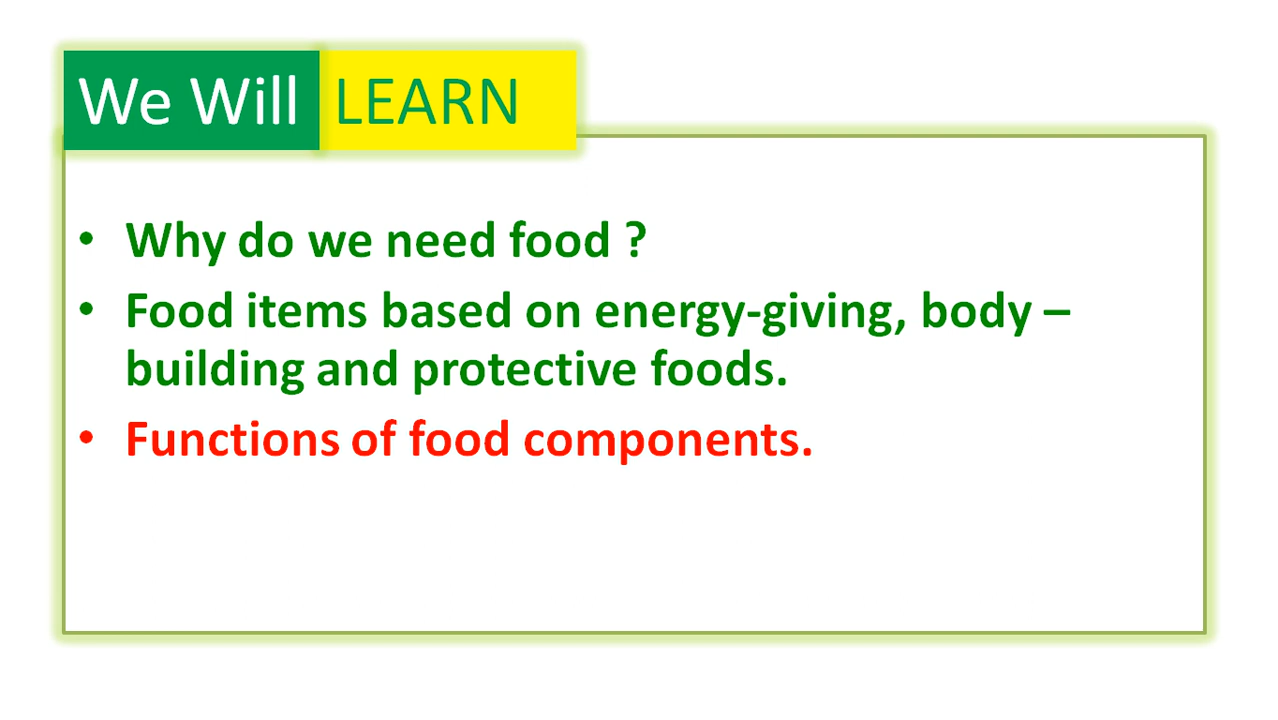 We Will LEARN
• Why do we need food ?
• Food items based on energy-giving, body –
building and protective foods.
• Functions of food components.